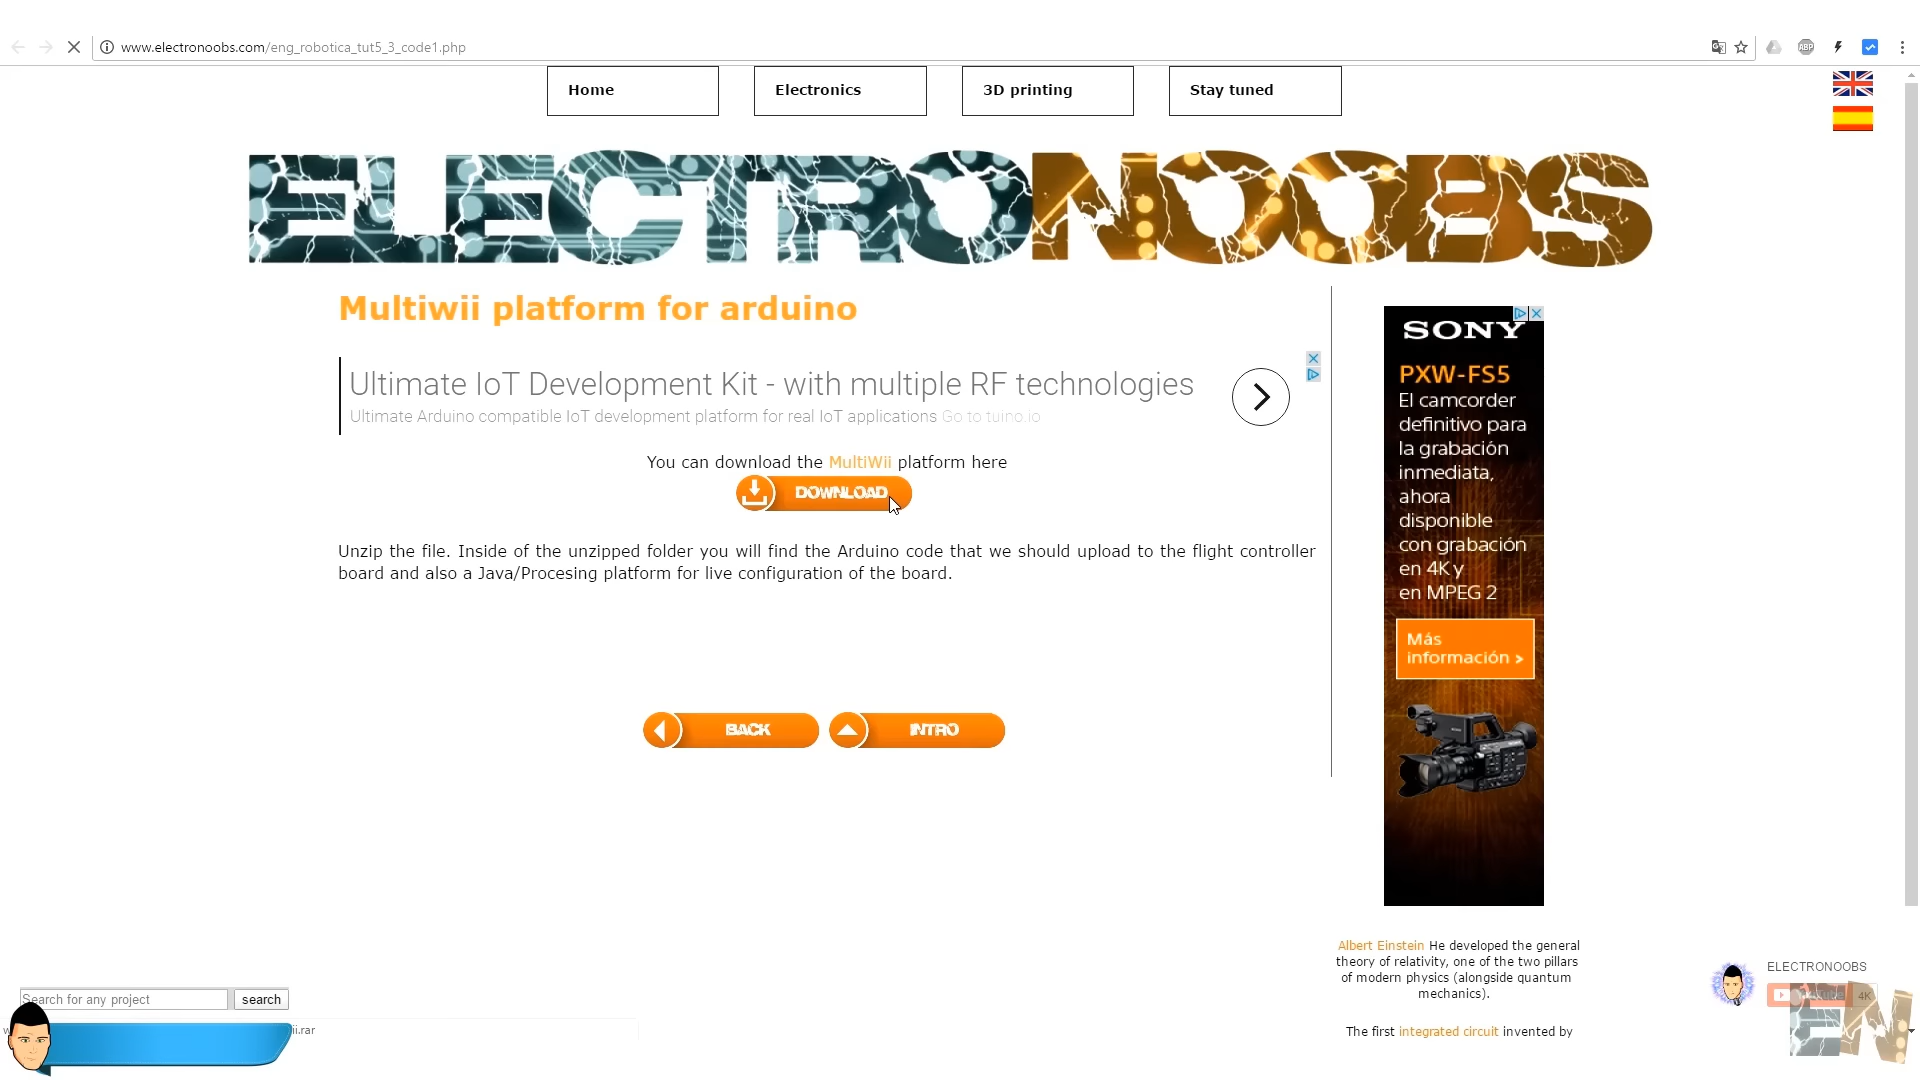 www.electronoobs.com/eng_robotica_tut5_3_code1.php
ABP
Home
Electronics
3D printing
Stay tuned
ELECTRONOOBS
Multiwii platform for arduino
Ultimate IoT Development Kit - with multiple RF technologies
Ultimate Arduino compatible IoT development platform for real IoT applications Go to tuino.io
You can download the MultiWii platform here
DOWNLOAD
Unzip the file. Inside of the unzipped folder you will find the Arduino code that we should upload to the flight controller
board and also a Java/Procesing platform for live configuration of the board.
BACK
INTRO
SONY
PXW-FS5
El camcorder
definitivo para
la grabación
inmediata,
ahora
disponible
con grabación
en 4K y
en MPEG 2
Más
información >
Albert Einstein He developed the general
theory of relativity, one of the two pillars
of modern physics (alongside quantum
mechanics).
The first integrated circuit invented by
ELECTRONOOBS
4K
EN
Search for any project
search
ii.rar